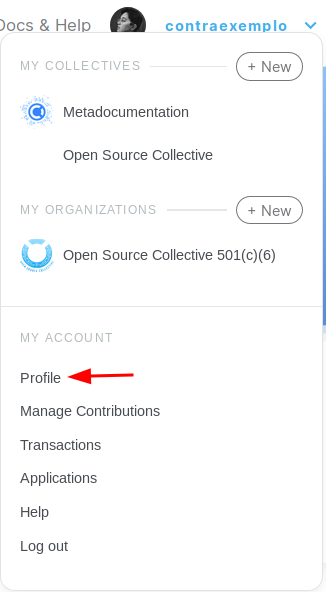 Docs & Help contraexemplo
MY COLLECTIVES + New
Metadocumentation
Open Source Collective
MY ORGANIZATIONS + New
Open Source Collective 501(c)(6)
MY ACCOUNT
Profile
Manage Contributions
Transactions
Applications
Help
Log out